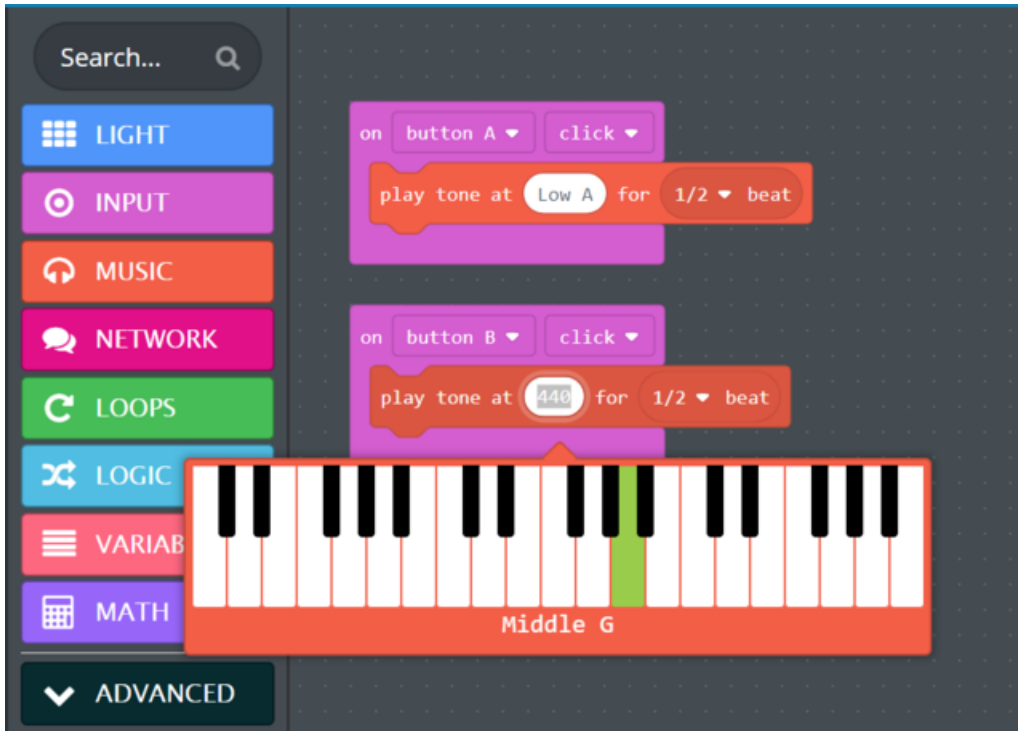 Search...
LIGHT
INPUT
MUSIC
NETWORK
LOOPS
LOGIC
VARIAB
MATH
ADVANCED
on button A click
play tone at Low A for 1/2 beat
on button B click
play tone at 440 for 1/2 beat
Middle G